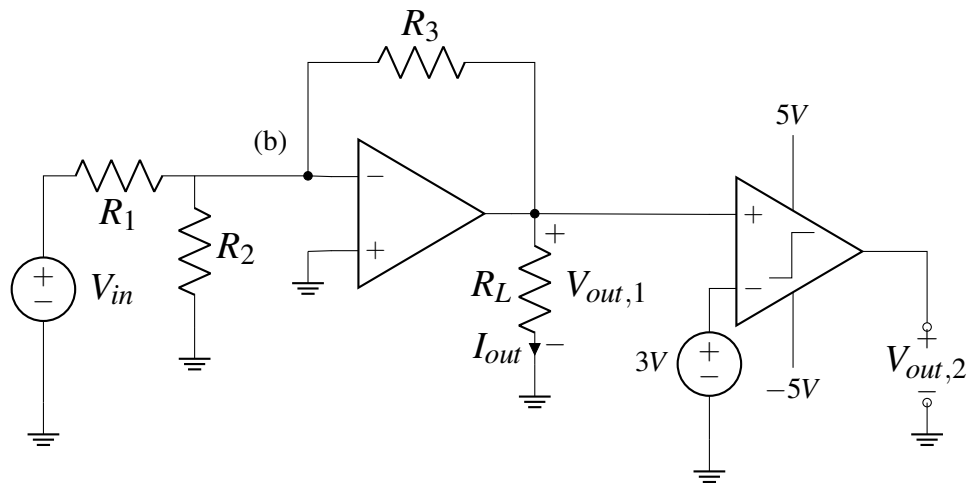 R3
(b)
5V
R1
R2
Vin
−
+
+
−
RL
+
Vout,1
Iout
−
+
−
3V
+
−
−5V
+
Vout,2
−